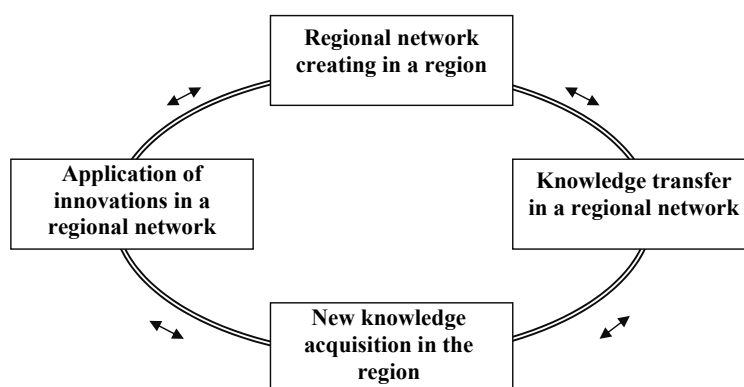 Regional network
creating in a region
Application of
innovations in a
regional network
Knowledge transfer
in a regional network
New knowledge
acquisition in the
region